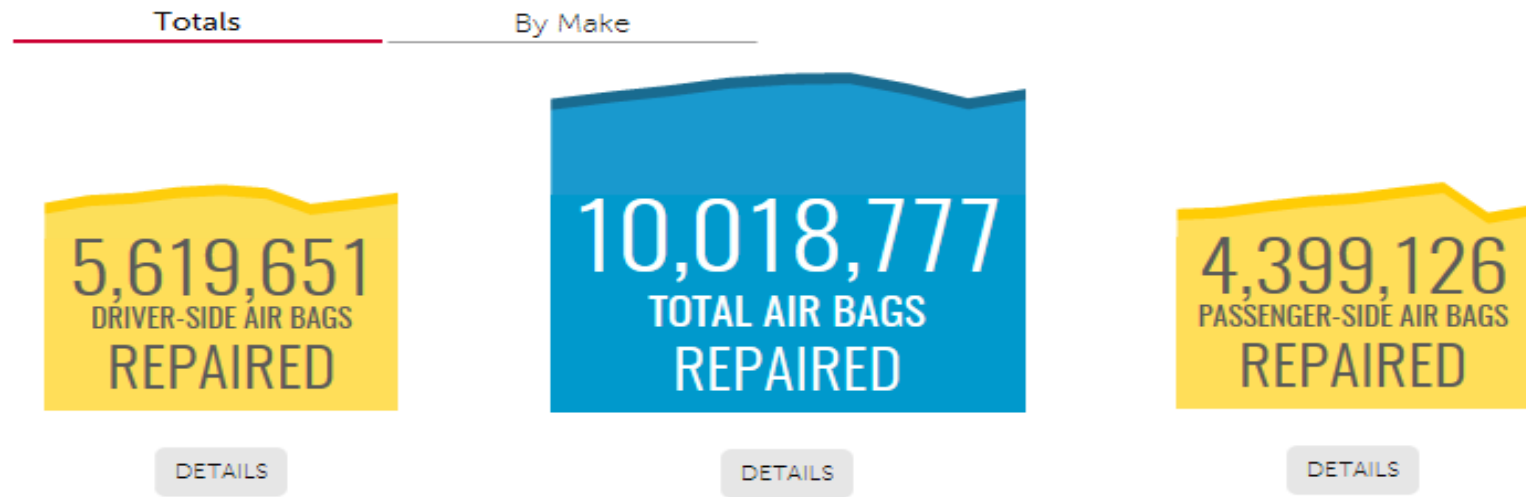 Totals
By Make
5,619,651
DRIVER-SIDE AIR BAGS
REPAIRED
DETAILS
10,018,777
TOTAL AIR BAGS
REPAIRED
DETAILS
4,399,126
PASSENGER-SIDE AIR BAGS
REPAIRED
DETAILS